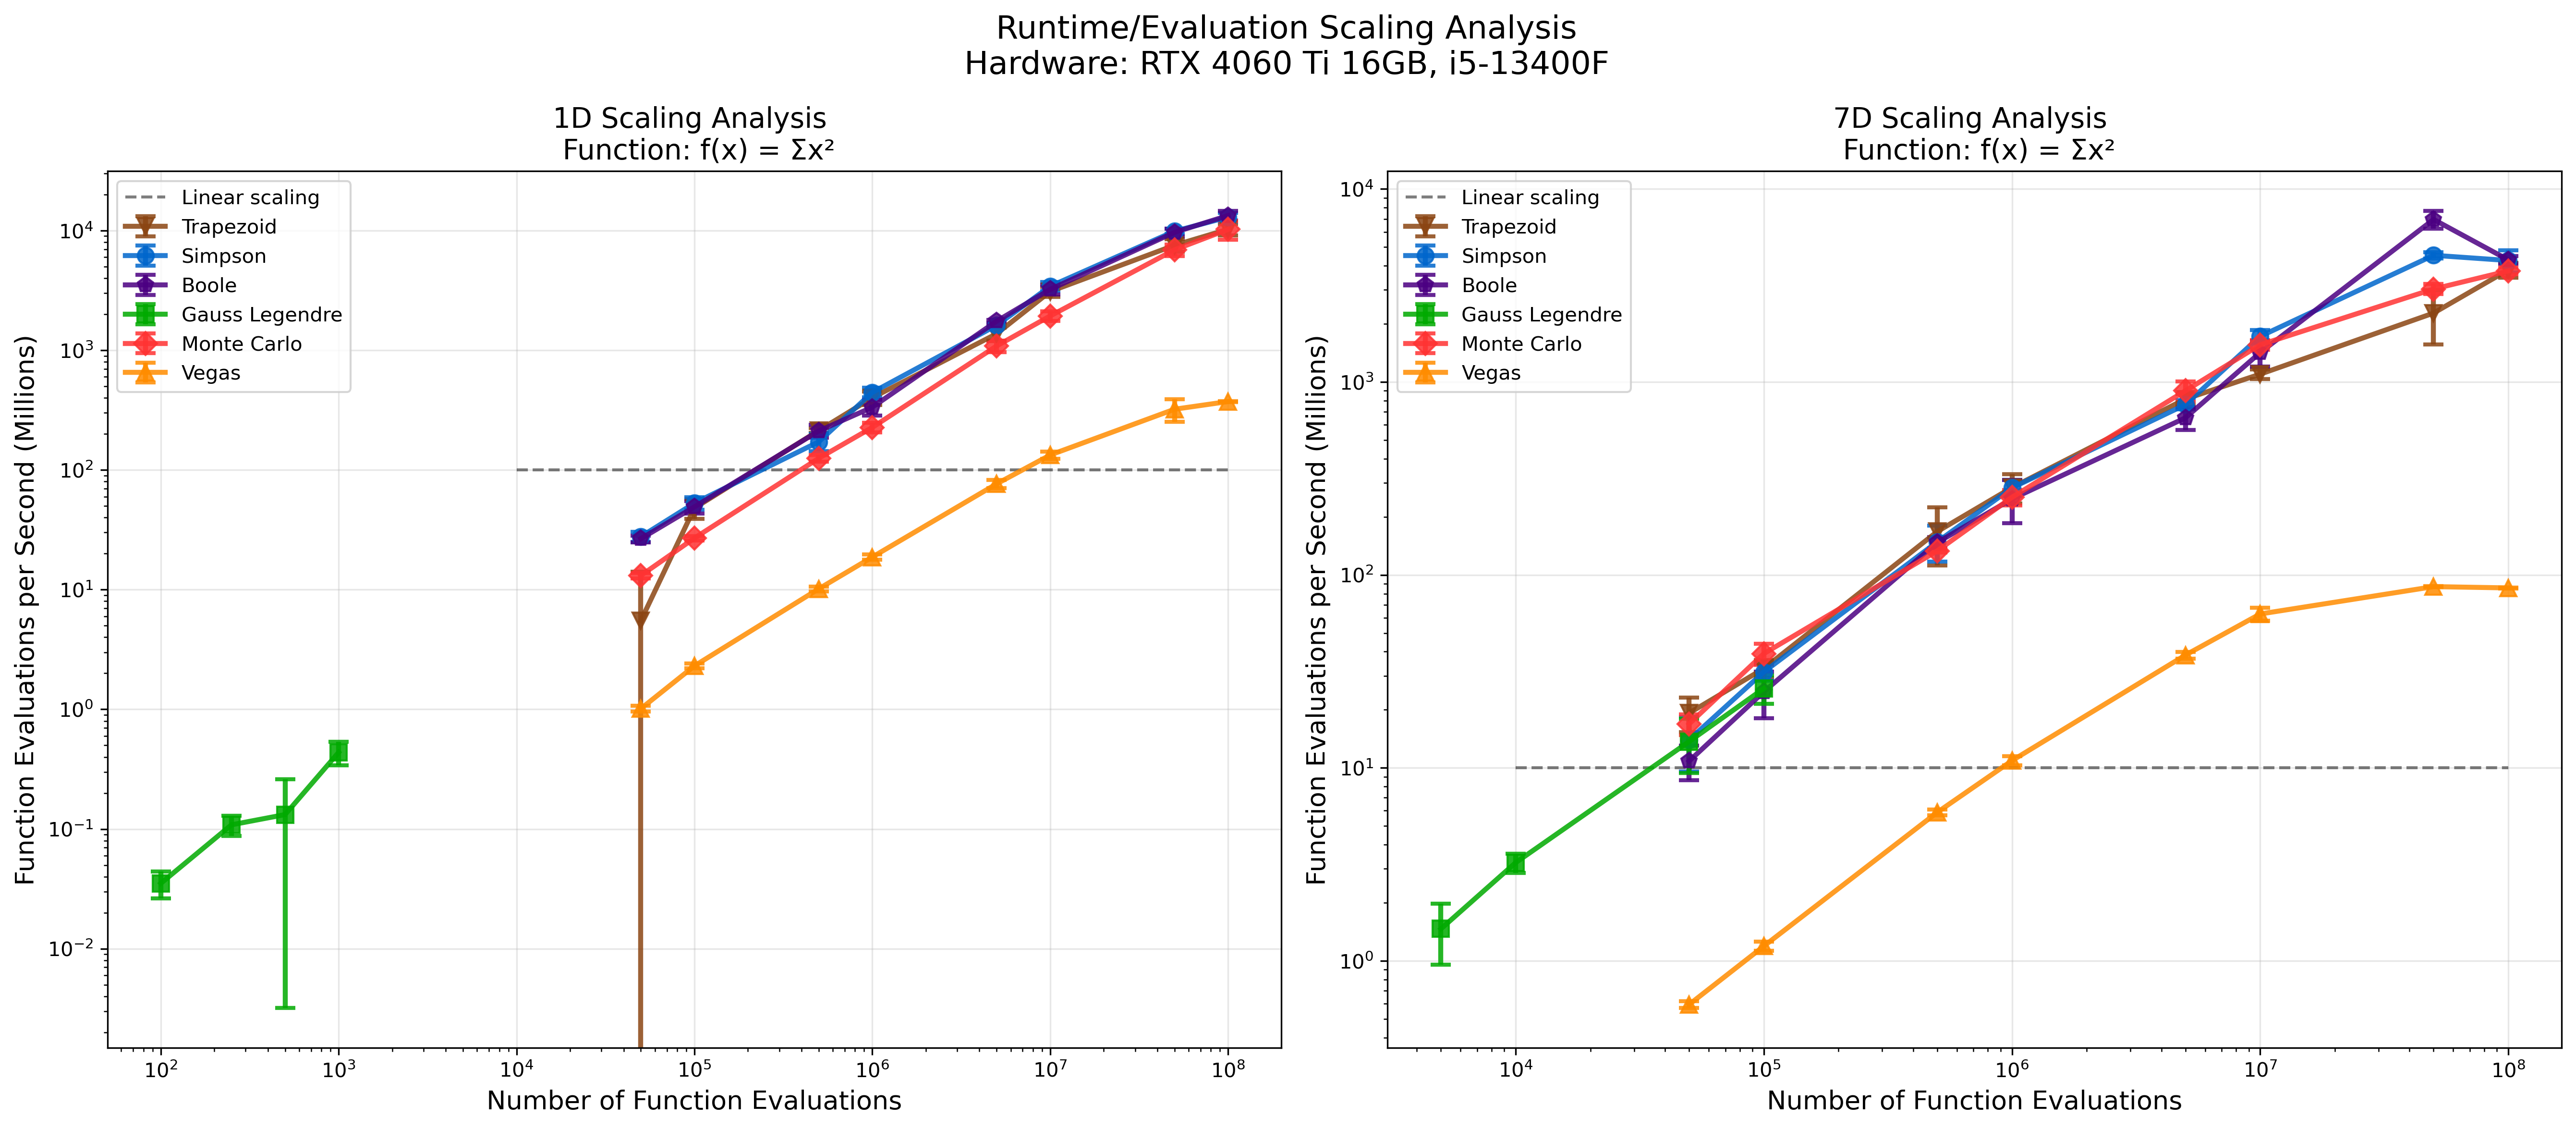 Runtime/Evaluation Scaling Analysis
Hardware: RTX 4060 Ti 16GB, i5-13400F
1D Scaling Analysis
Function: f(x) = Σx²
Function Evaluations per Second (Millions)
10⁴
10³
10²
10¹
10⁰
10⁻¹
10⁻²
Linear scaling
Trapezoid
Simpson
Boole
Gauss Legendre
Monte Carlo
Vegas
10²
10³
10⁴
10⁵
10⁶
10⁷
10⁸
Number of Function Evaluations
7D Scaling Analysis
Function: f(x) = Σx²
Function Evaluations per Second (Millions)
10⁴
10³
10²
10¹
10⁰
Linear scaling
Trapezoid
Simpson
Boole
Gauss Legendre
Monte Carlo
Vegas
10⁴
10⁵
10⁶
10⁷
10⁸
Number of Function Evaluations